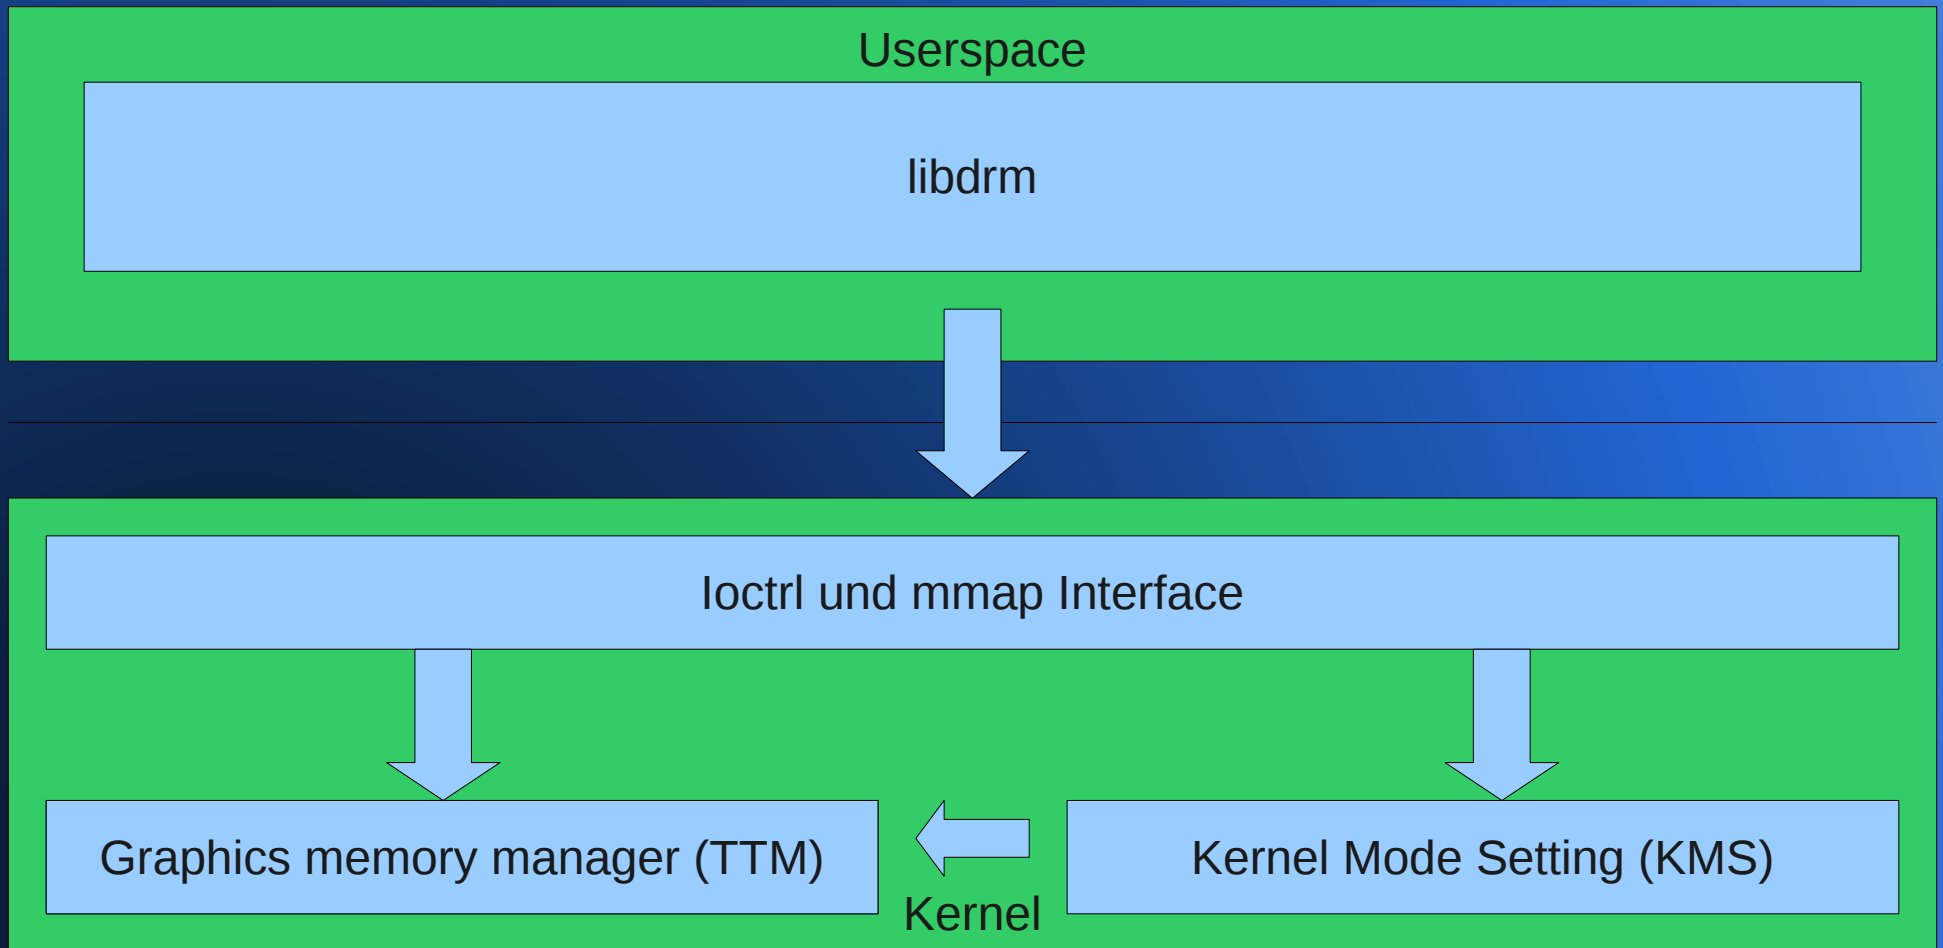 Userspace
libdrm
Ioctrl und mmap Interface
Graphics memory manager (TTM)
Kernel Mode Setting (KMS)
Kernel